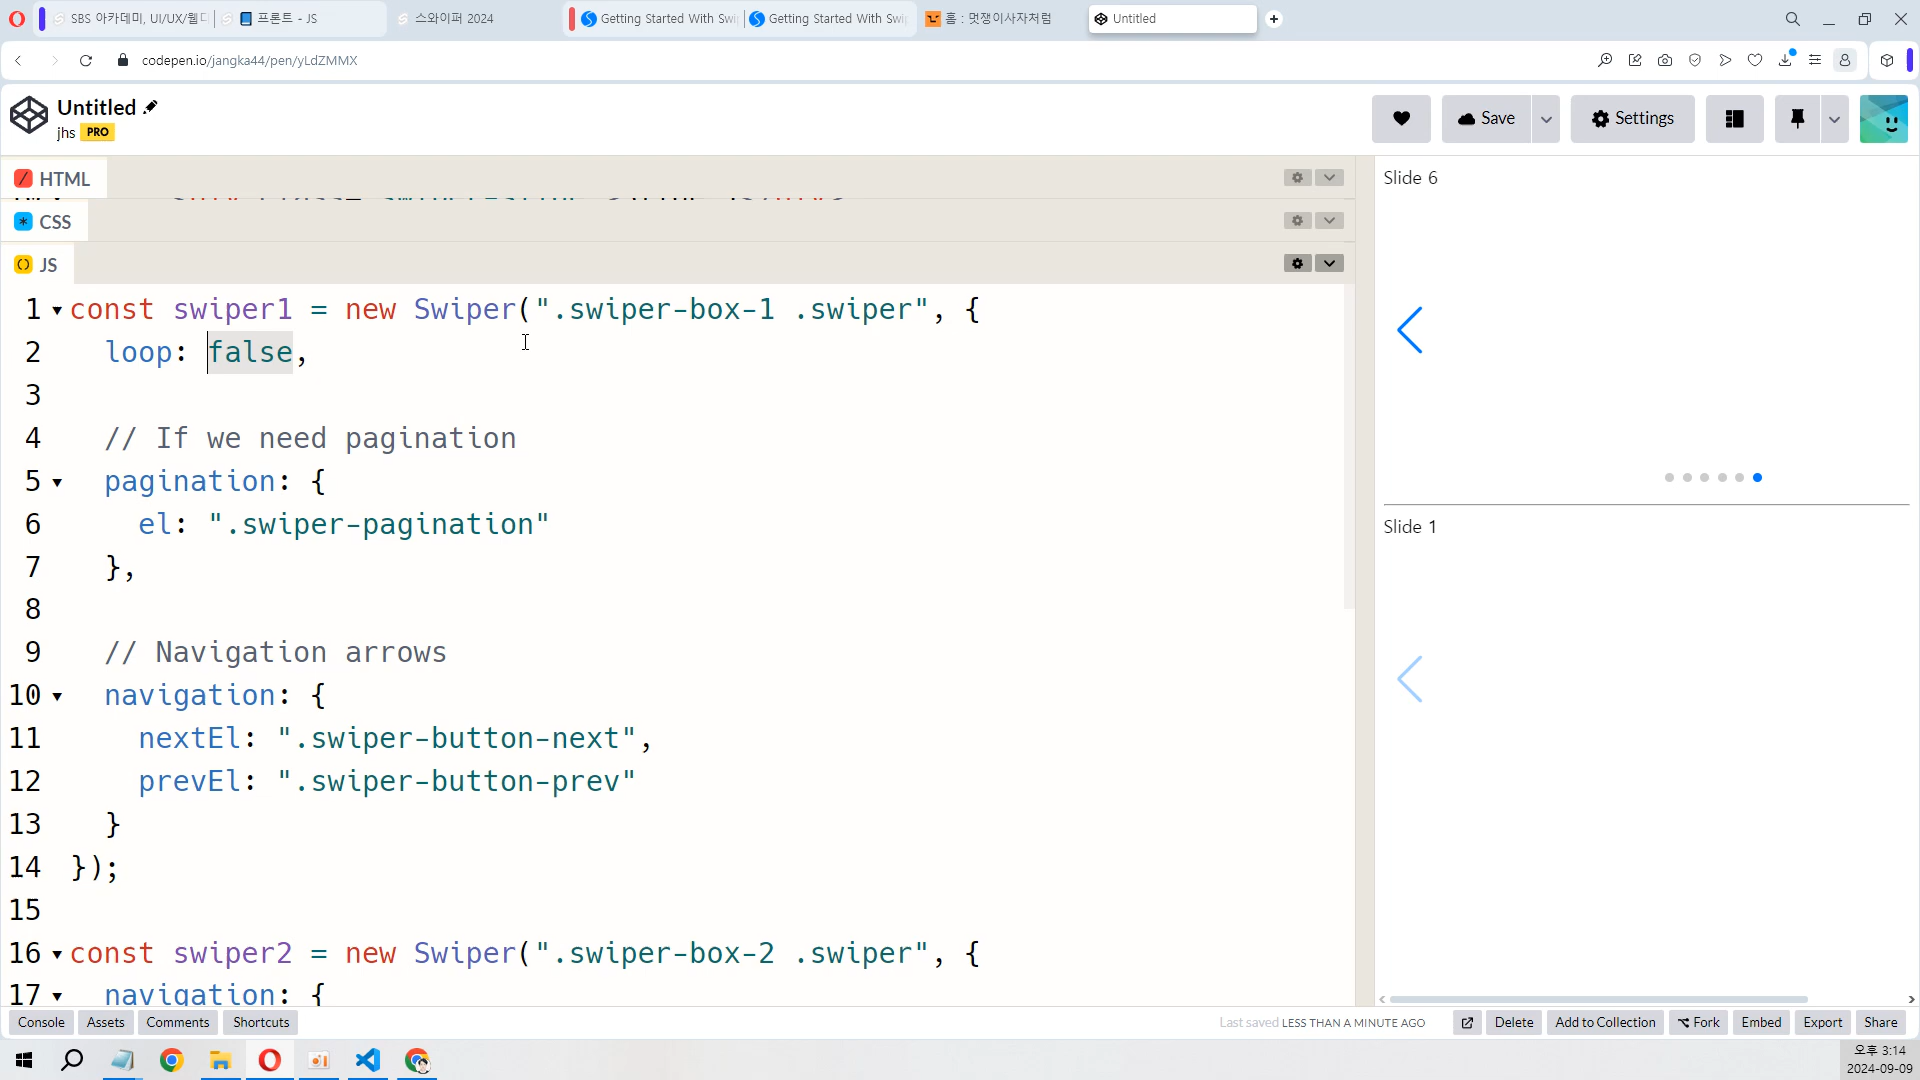 SBS 아카데미, UI/UX/웹디
프론트 - JS
스와이퍼 2024
Getting Started With Swi
Getting Started With Swi
홈 : 멋쟁이사자처럼
Untitled
codepen.io/jangka44/pen/yLdZMMX
Untitled
jhs PRO
Save
Settings
HTML
CSS
JS
1 const swiper1 = new Swiper(".swiper-box-1 .swiper", {
2 loop: false,
3
4 // If we need pagination
5 pagination: {
6 el: ".swiper-pagination"
7 },
8
9 // Navigation arrows
10 navigation: {
11 nextEl: ".swiper-button-next",
12 prevEl: ".swiper-button-prev"
13 }
14 });
15
16 const swiper2 = new Swiper(".swiper-box-2 .swiper", {
17 navigation: {
Slide 6
Slide 1
Console
Assets
Comments
Shortcuts
Last saved LESS THAN A MINUTE AGO
Delete
Add to Collection
Fork
Embed
Export
Share
오후 3:14
2024-09-09